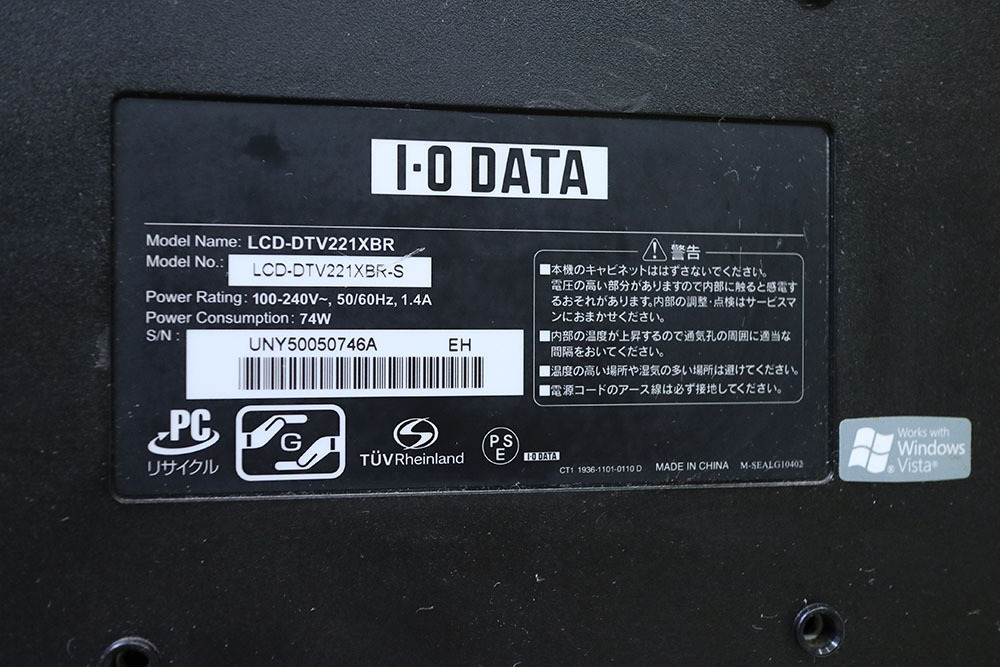 I-O DATA
Model Name: LCD-DTV221XBR
Model No.: LCD-DTV221XBR-S
Power Rating: 100-240V~, 50/60Hz, 1.4A
Power Consumption: 74W
S/N : UNY50050746A EH
警告
■本機のキャビネットははずさないでください。
電圧の高い部分がありますので内部に触ると感電す
るおそれがあります。内部の調整・点検はサービスマ
ンにおまかせください。
■内部の温度が上昇するので通気孔の周囲に適当な
間隔をおいてください。
■温度の高い場所や湿気の多い場所は避けてください。
■電源コードのアース線は必ず接地してください。
PC
リサイクル
G
TÜVRheinland
PS
E
I-O DATA
CT1 1936-1101-0110 D MADE IN CHINA M-SEALG10402
Works with
Windows
Vista®